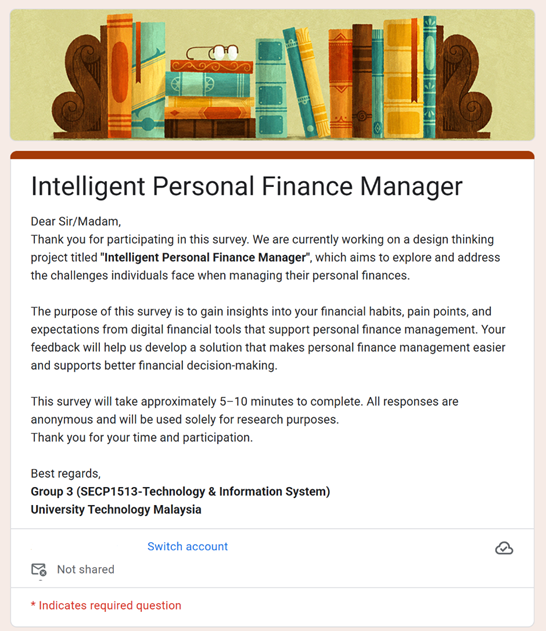 Intelligent Personal Finance Manager
Dear Sir/Madam,
Thank you for participating in this survey. We are currently working on a design thinking
project titled "Intelligent Personal Finance Manager", which aims to explore and address
the challenges individuals face when managing their personal finances.
The purpose of this survey is to gain insights into your financial habits, pain points, and
expectations from digital financial tools that support personal finance management. Your
feedback will help us develop a solution that makes personal finance management easier
and supports better financial decision-making.
This survey will take approximately 5–10 minutes to complete. All responses are
anonymous and will be used solely for research purposes.
Thank you for your time and participation.
Best regards,
Group 3 (SECP1513-Technology & Information System)
University Technology Malaysia
Switch account
Not shared
* Indicates required question